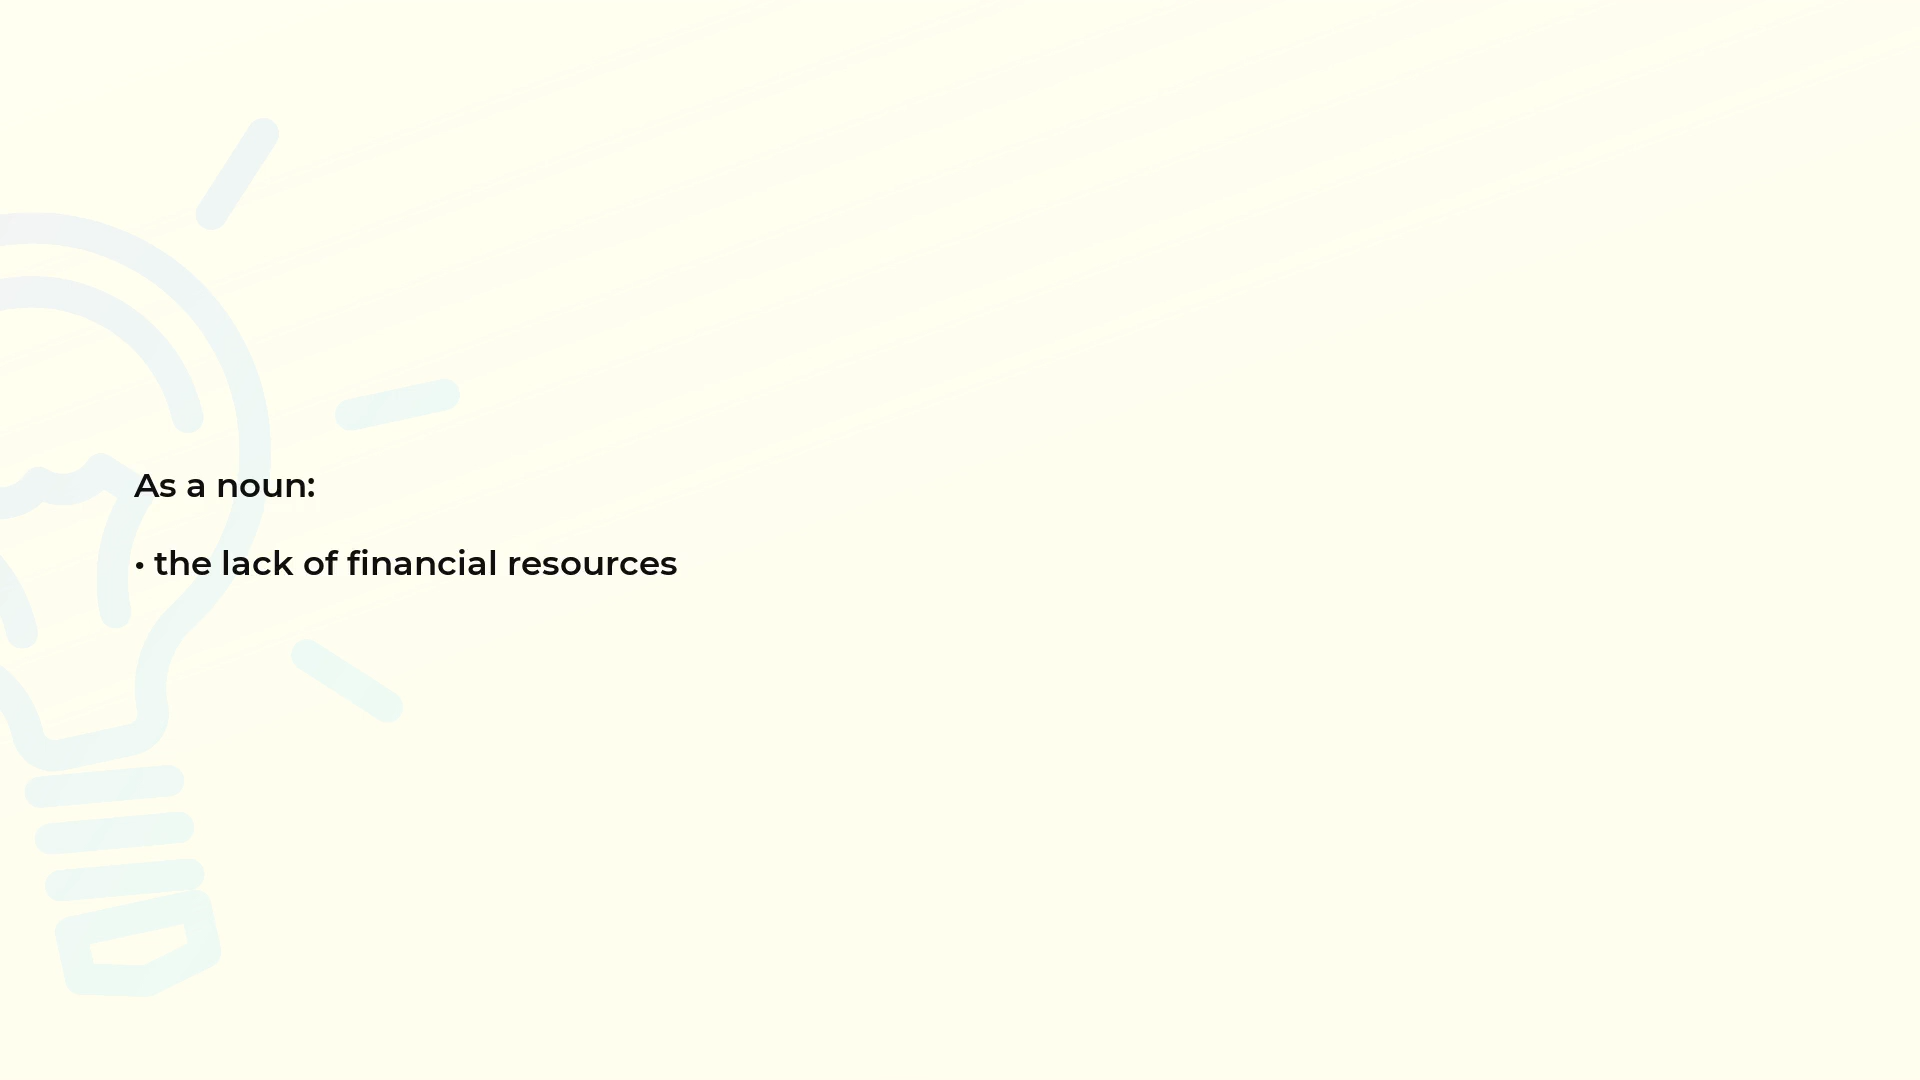 As a noun:
• the lack of financial resources